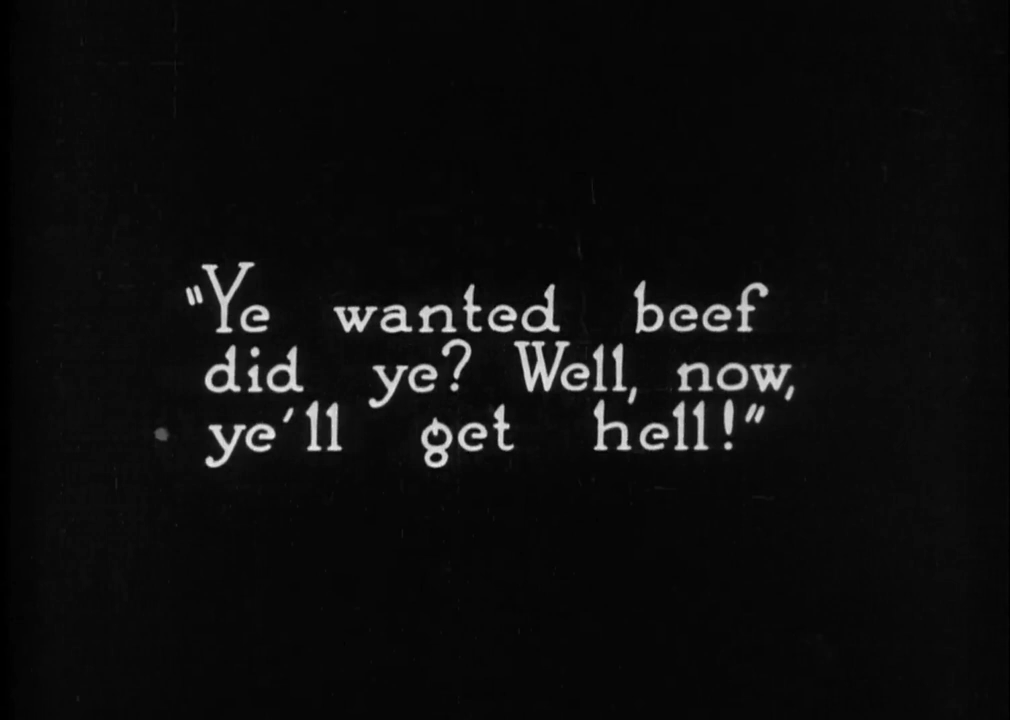 "Ye wanted beef
did ye? Well, now,
ye'll get hell!"